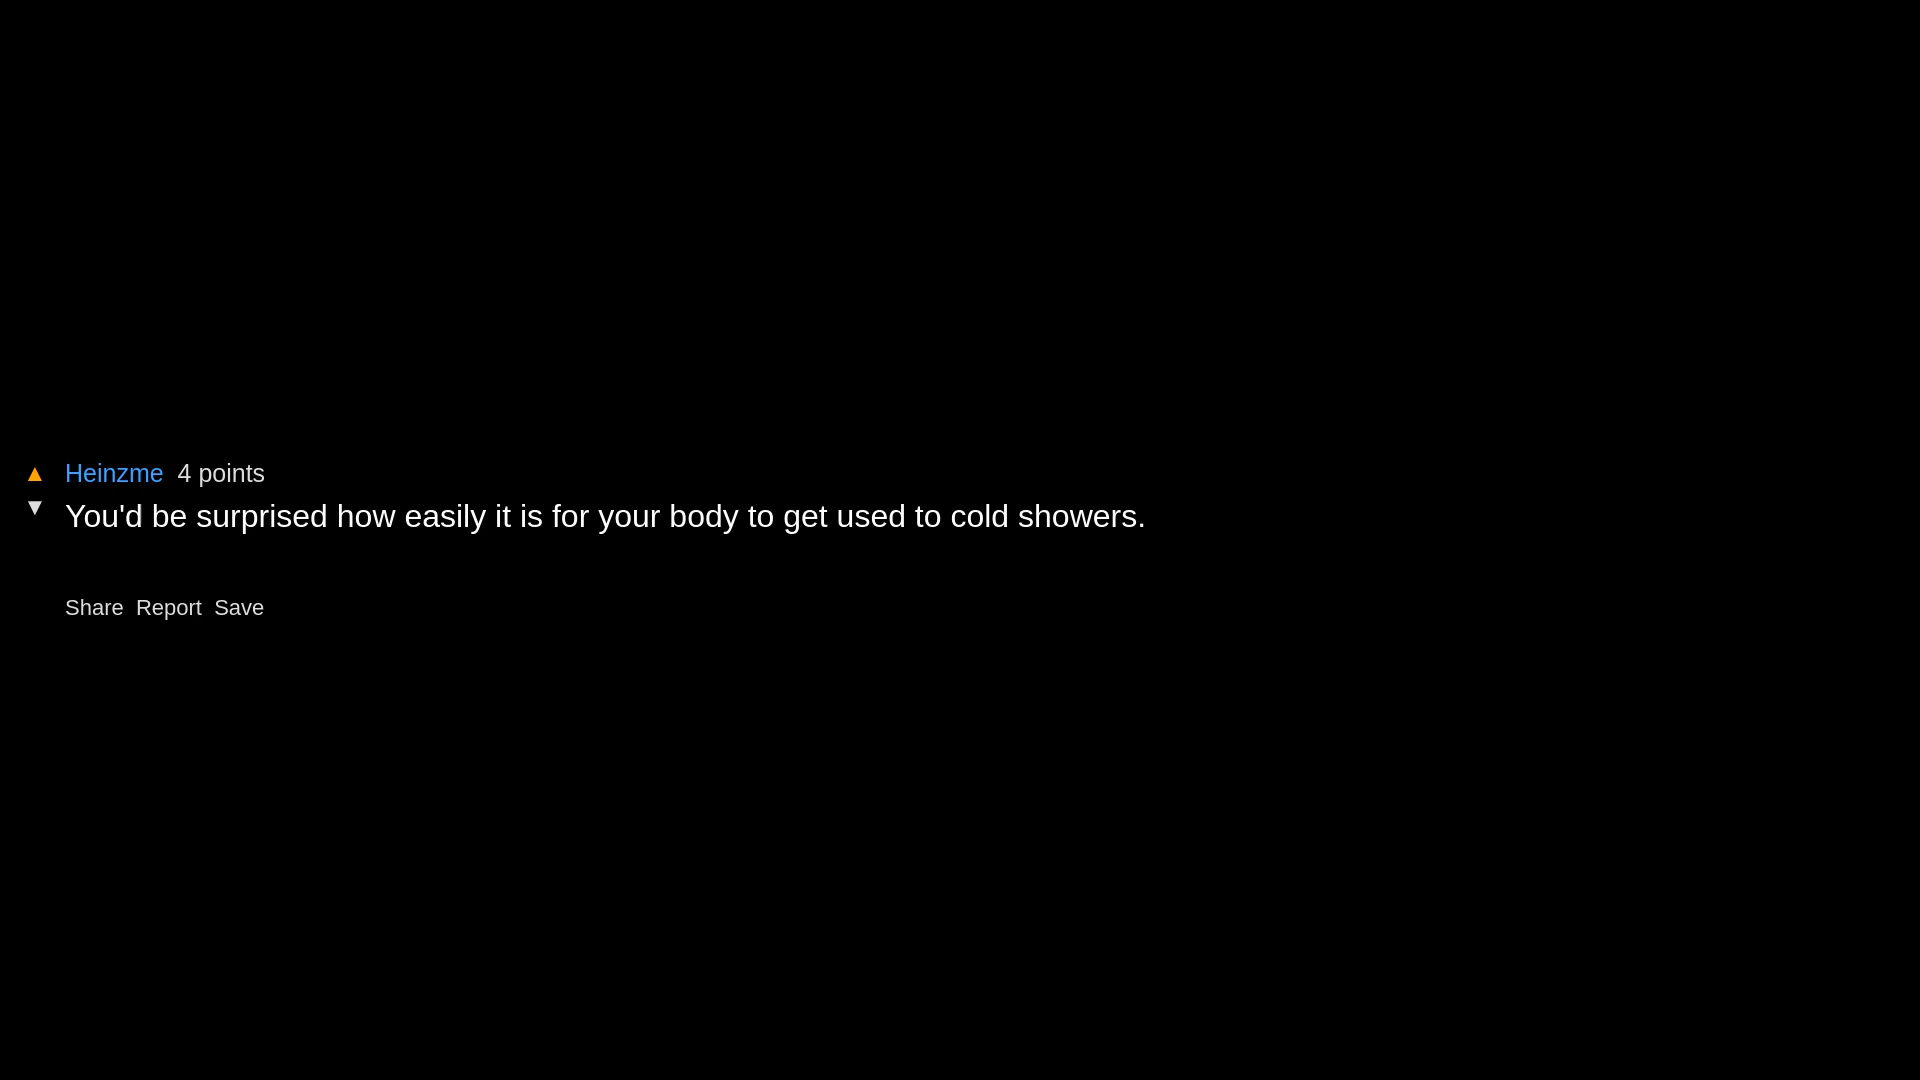 Heinzme 4 points
You'd be surprised how easily it is for your body to get used to cold showers.
Share Report Save